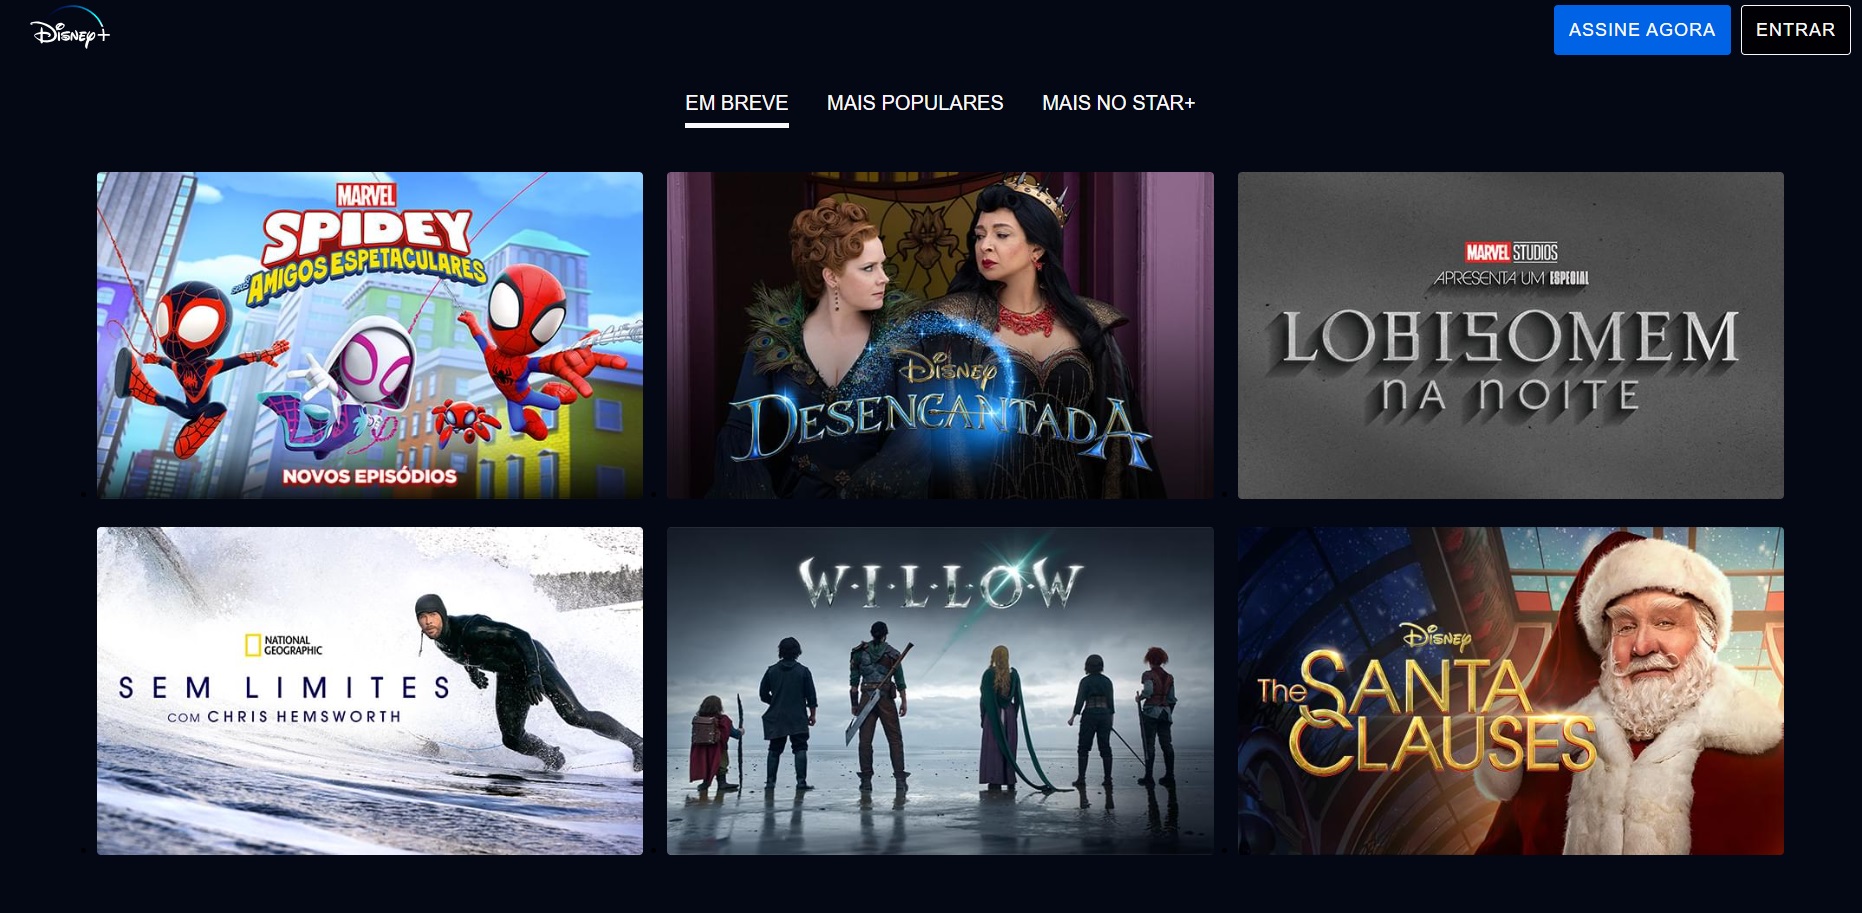 Disney+
ASSINE AGORA
ENTRAR
EM BREVE
MAIS POPULARES
MAIS NO STAR+
MARVEL
SPIDEY
E SEUS AMIGOS ESPETACULARES
NOVOS EPISÓDIOS
DISNEY
DESENCANTADA
MARVEL STUDIOS
APRESENTA UM ESPECIAL
LOBISOMEM
NA NOITE
NATIONAL
GEOGRAPHIC
SEM LIMITES
COM CHRIS HEMSWORTH
W·I·L·L·O·W
DISNEY
The SANTA
CLAUSES